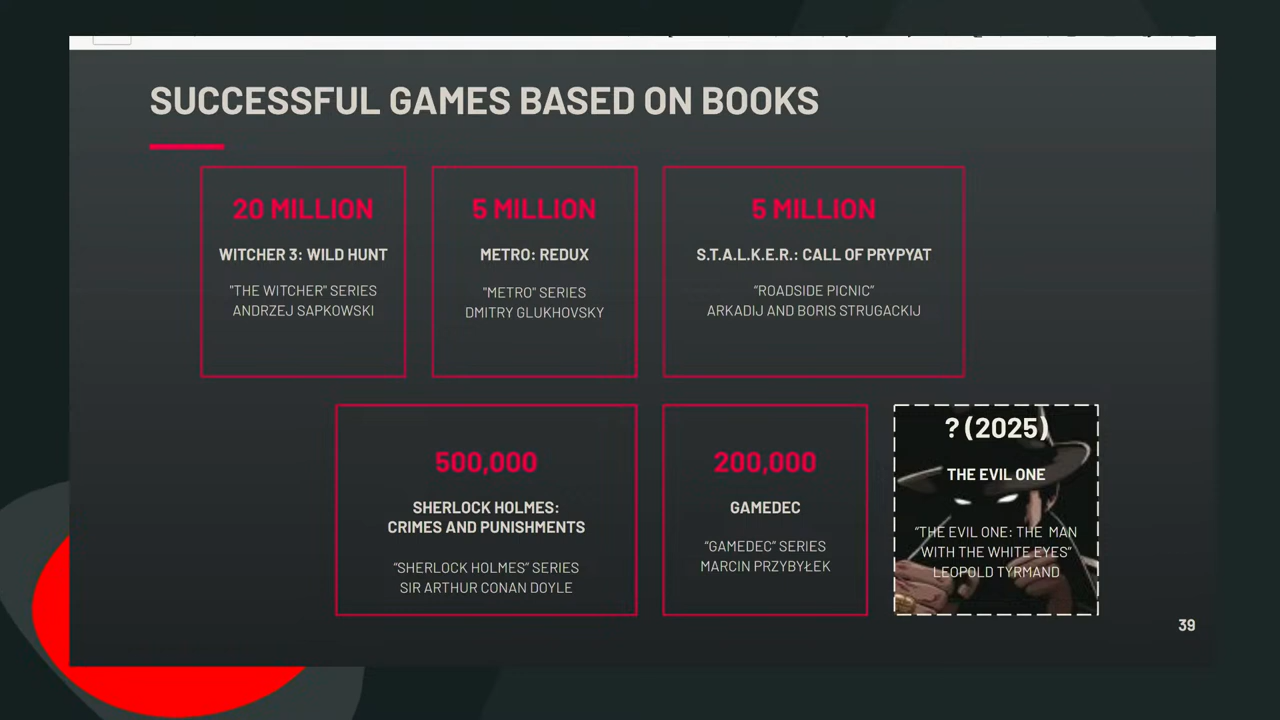 SUCCESSFUL GAMES BASED ON BOOKS
20 MILLION
WITCHER 3: WILD HUNT
"THE WITCHER" SERIES
ANDRZEJ SAPKOWSKI
5 MILLION
METRO: REDUX
"METRO" SERIES
DMITRY GLUKHOVSKY
5 MILLION
S.T.A.L.K.E.R.: CALL OF PRYPYAT
“ROADSIDE PICNIC”
ARKADIJ AND BORIS STRUGACKIJ
500,000
SHERLOCK HOLMES:
CRIMES AND PUNISHMENTS
“SHERLOCK HOLMES” SERIES
SIR ARTHUR CONAN DOYLE
200,000
GAMEDEC
“GAMEDEC” SERIES
MARCIN PRZYBYŁEK
? (2025)
THE EVIL ONE
“THE EVIL ONE: THE MAN
WITH THE WHITE EYES”
LEOPOLD TYRMAND
39